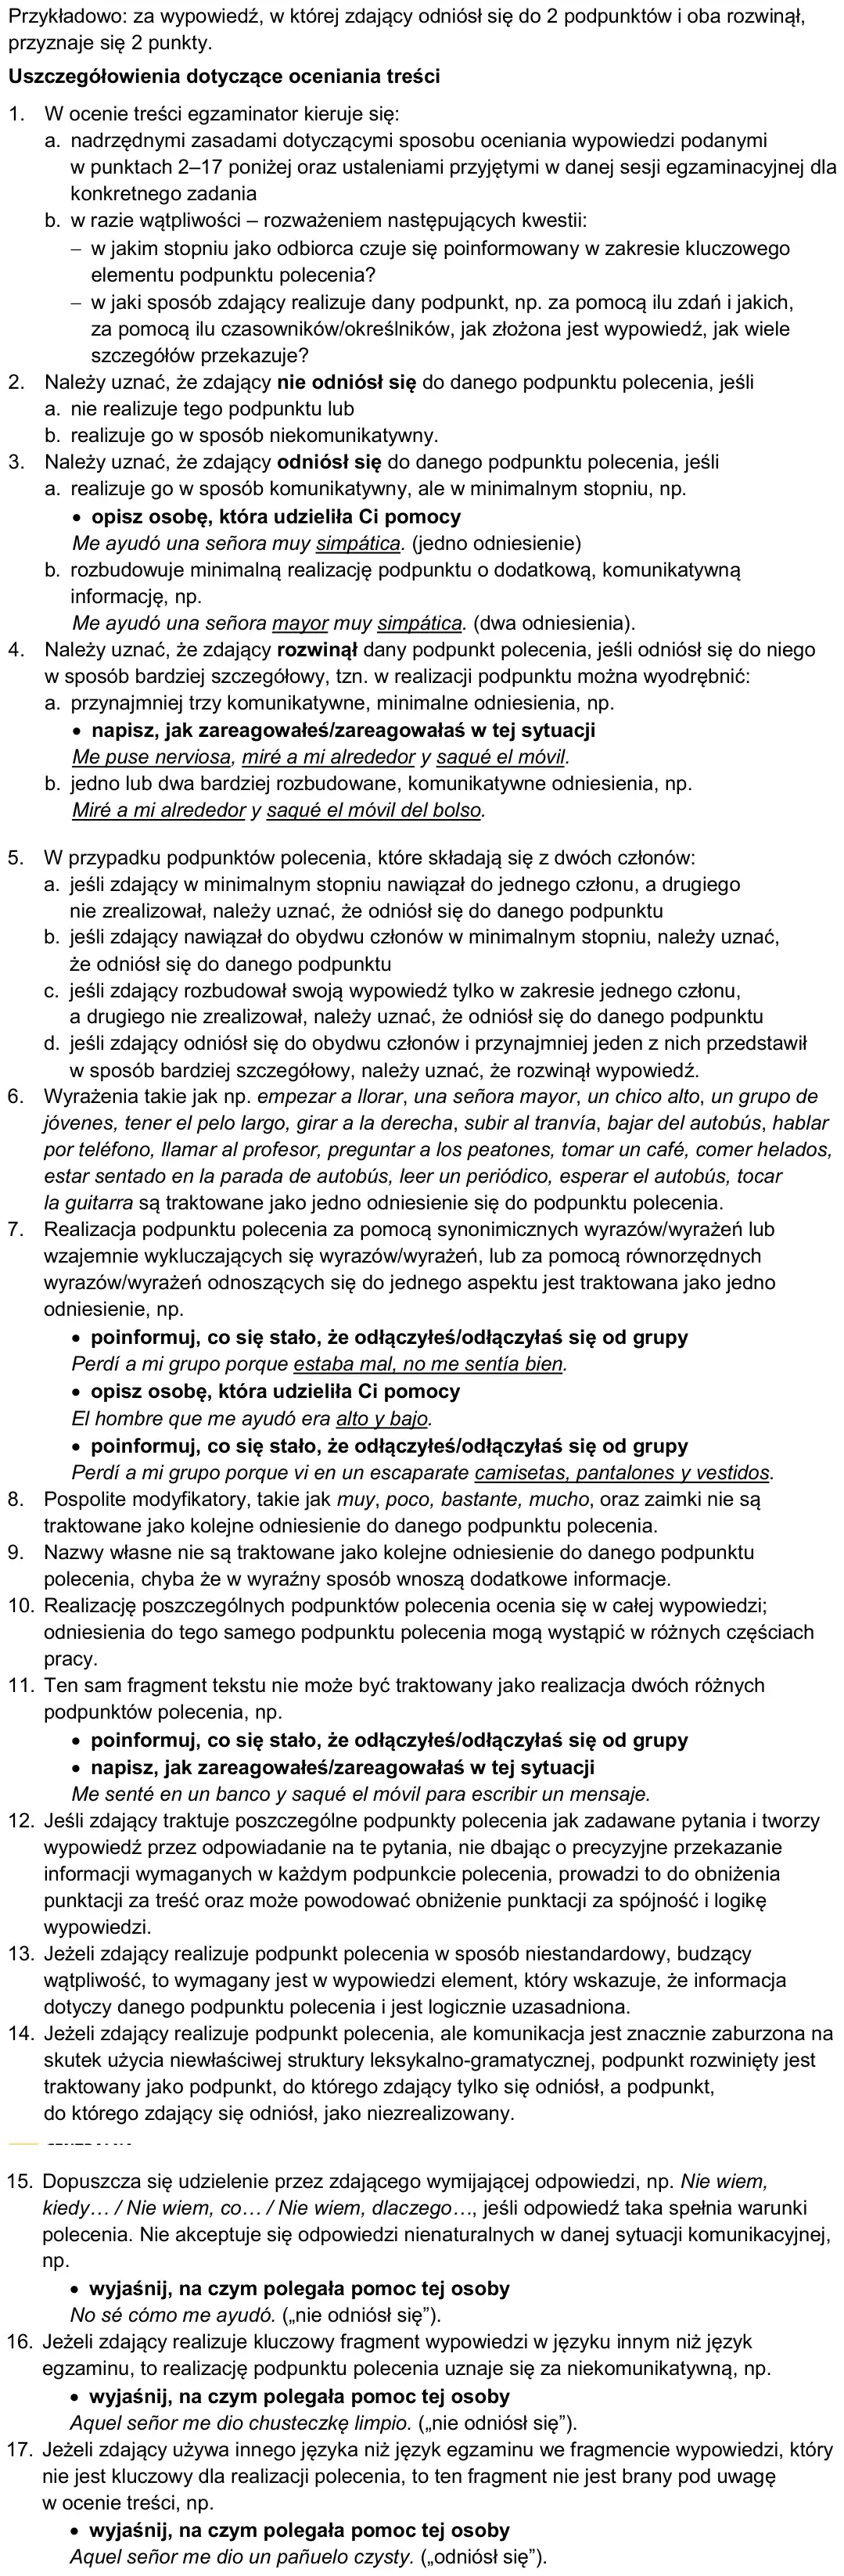 Przykładowo: za wypowiedź, w której zdający odniósł się do 2 podpunktów i oba rozwinął,
przyznaje się 2 punkty.
Uszczegółowienia dotyczące oceniania treści
1. W ocenie treści egzaminator kieruje się:
a. nadrzędnymi zasadami dotyczącymi sposobu oceniania wypowiedzi podanymi
w punktach 2–17 poniżej oraz ustaleniami przyjętymi w danej sesji egzaminacyjnej dla
konkretnego zadania
b. w razie wątpliwości – rozważeniem następujących kwestii:
– w jakim stopniu jako odbiorca czuje się poinformowany w zakresie kluczowego
elementu podpunktu polecenia?
– w jaki sposób zdający realizuje dany podpunkt, np. za pomocą ilu zdań i jakich,
za pomocą ilu czasowników/określników, jak złożona jest wypowiedź, jak wiele
szczegółów przekazuje?
2. Należy uznać, że zdający nie odniósł się do danego podpunktu polecenia, jeśli
a. nie realizuje tego podpunktu lub
b. realizuje go w sposób niekomunikatywny.
3. Należy uznać, że zdający odniósł się do danego podpunktu polecenia, jeśli
a. realizuje go w sposób komunikatywny, ale w minimalnym stopniu, np.
• opisz osobę, która udzieliła Ci pomocy
Me ayudó una señora muy simpática. (jedno odniesienie)
b. rozbudowuje minimalną realizację podpunktu o dodatkową, komunikatywną
informację, np.
Me ayudó una señora mayor muy simpática. (dwa odniesienia).
4. Należy uznać, że zdający rozwinął dany podpunkt polecenia, jeśli odniósł się do niego
w sposób bardziej szczegółowy, tzn. w realizacji podpunktu można wyodrębnić:
a. przynajmniej trzy komunikatywne, minimalne odniesienia, np.
• napisz, jak zareagowałeś/zareagowałaś w tej sytuacji
Me puse nerviosa, miré a mi alrededor y saqué el móvil.
b. jedno lub dwa bardziej rozbudowane, komunikatywne odniesienia, np.
Miré a mi alrededor y saqué el móvil del bolso.
5. W przypadku podpunktów polecenia, które składają się z dwóch członów:
a. jeśli zdający w minimalnym stopniu nawiązał do jednego członu, a drugiego
nie zrealizował, należy uznać, że odniósł się do danego podpunktu
b. jeśli zdający nawiązał do obydwu członów w minimalnym stopniu, należy uznać,
że odniósł się do danego podpunktu
c. jeśli zdający rozbudował swoją wypowiedź tylko w zakresie jednego członu,
a drugiego nie zrealizował, należy uznać, że odniósł się do danego podpunktu
d. jeśli zdający odniósł się do obydwu członów i przynajmniej jeden z nich przedstawił
w sposób bardziej szczegółowy, należy uznać, że rozwinął wypowiedź.
6. Wyrażenia takie jak np. empezar a llorar, una señora mayor, un chico alto, un grupo de
jóvenes, tener el pelo largo, girar a la derecha, subir al tranvía, bajar del autobús, hablar
por teléfono, llamar al profesor, preguntar a los peatones, tomar un café, comer helados,
estar sentado en la parada de autobús, leer un periódico, esperar el autobús, tocar
la guitarra są traktowane jako jedno odniesienie się do podpunktu polecenia.
7. Realizacja podpunktu polecenia za pomocą synonimicznych wyrazów/wyrażeń lub
wzajemnie wykluczających się wyrazów/wyrażeń, lub za pomocą równorzędnych
wyrazów/wyrażeń odnoszących się do jednego aspektu jest traktowana jako jedno
odniesienie, np.
• poinformuj, co się stało, że odłączyłeś/odłączyłaś się od grupy
Perdí a mi grupo porque estaba mal, no me sentía bien.
• opisz osobę, która udzieliła Ci pomocy
El hombre que me ayudó era alto y bajo.
• poinformuj, co się stało, że odłączyłeś/odłączyłaś się od grupy
Perdí a mi grupo porque vi en un escaparate camisetas, pantalones y vestidos.
8. Pospolite modyfikatory, takie jak muy, poco, bastante, mucho, oraz zaimki nie są
traktowane jako kolejne odniesienie do danego podpunktu polecenia.
9. Nazwy własne nie są traktowane jako kolejne odniesienie do danego podpunktu
polecenia, chyba że w wyraźny sposób wnoszą dodatkowe informacje.
10. Realizację poszczególnych podpunktów polecenia ocenia się w całej wypowiedzi;
odniesienia do tego samego podpunktu polecenia mogą wystąpić w różnych częściach
pracy.
11. Ten sam fragment tekstu nie może być traktowany jako realizacja dwóch różnych
podpunktów polecenia, np.
• poinformuj, co się stało, że odłączyłeś/odłączyłaś się od grupy
• napisz, jak zareagowałeś/zareagowałaś w tej sytuacji
Me senté en un banco y saqué el móvil para escribir un mensaje.
12. Jeśli zdający traktuje poszczególne podpunkty polecenia jak zadawane pytania i tworzy
wypowiedź przez odpowiadanie na te pytania, nie dbając o precyzyjne przekazanie
informacji wymaganych w każdym podpunkcie polecenia, prowadzi to do obniżenia
punktacji za treść oraz może powodować obniżenie punktacji za spójność i logikę
wypowiedzi.
13. Jeżeli zdający realizuje podpunkt polecenia w sposób niestandardowy, budzący
wątpliwość, to wymagany jest w wypowiedzi element, który wskazuje, że informacja
dotyczy danego podpunktu polecenia i jest logicznie uzasadniona.
14. Jeżeli zdający realizuje podpunkt polecenia, ale komunikacja jest znacznie zaburzona na
skutek użycia niewłaściwej struktury leksykalno-gramatycznej, podpunkt rozwinięty jest
traktowany jako podpunkt, do którego zdający tylko się odniósł, a podpunkt,
do którego zdający się odniósł, jako niezrealizowany.
15. Dopuszcza się udzielenie przez zdającego wymijającej odpowiedzi, np. Nie wiem,
kiedy… / Nie wiem, co… / Nie wiem, dlaczego…, jeśli odpowiedź taka spełnia warunki
polecenia. Nie akceptuje się odpowiedzi nienaturalnych w danej sytuacji komunikacyjnej,
np.
• wyjaśnij, na czym polegała pomoc tej osoby
No sé cómo me ayudó. („nie odniósł się”).
16. Jeżeli zdający realizuje kluczowy fragment wypowiedzi w języku innym niż język
egzaminu, to realizację podpunktu polecenia uznaje się za niekomunikatywną, np.
• wyjaśnij, na czym polegała pomoc tej osoby
Aquel señor me dio chusteczkę limpio. („nie odniósł się”).
17. Jeżeli zdający używa innego języka niż język egzaminu we fragmencie wypowiedzi, który
nie jest kluczowy dla realizacji polecenia, to ten fragment nie jest brany pod uwagę
w ocenie treści, np.
• wyjaśnij, na czym polegała pomoc tej osoby
Aquel señor me dio un pañuelo czysty. („odniósł się”).